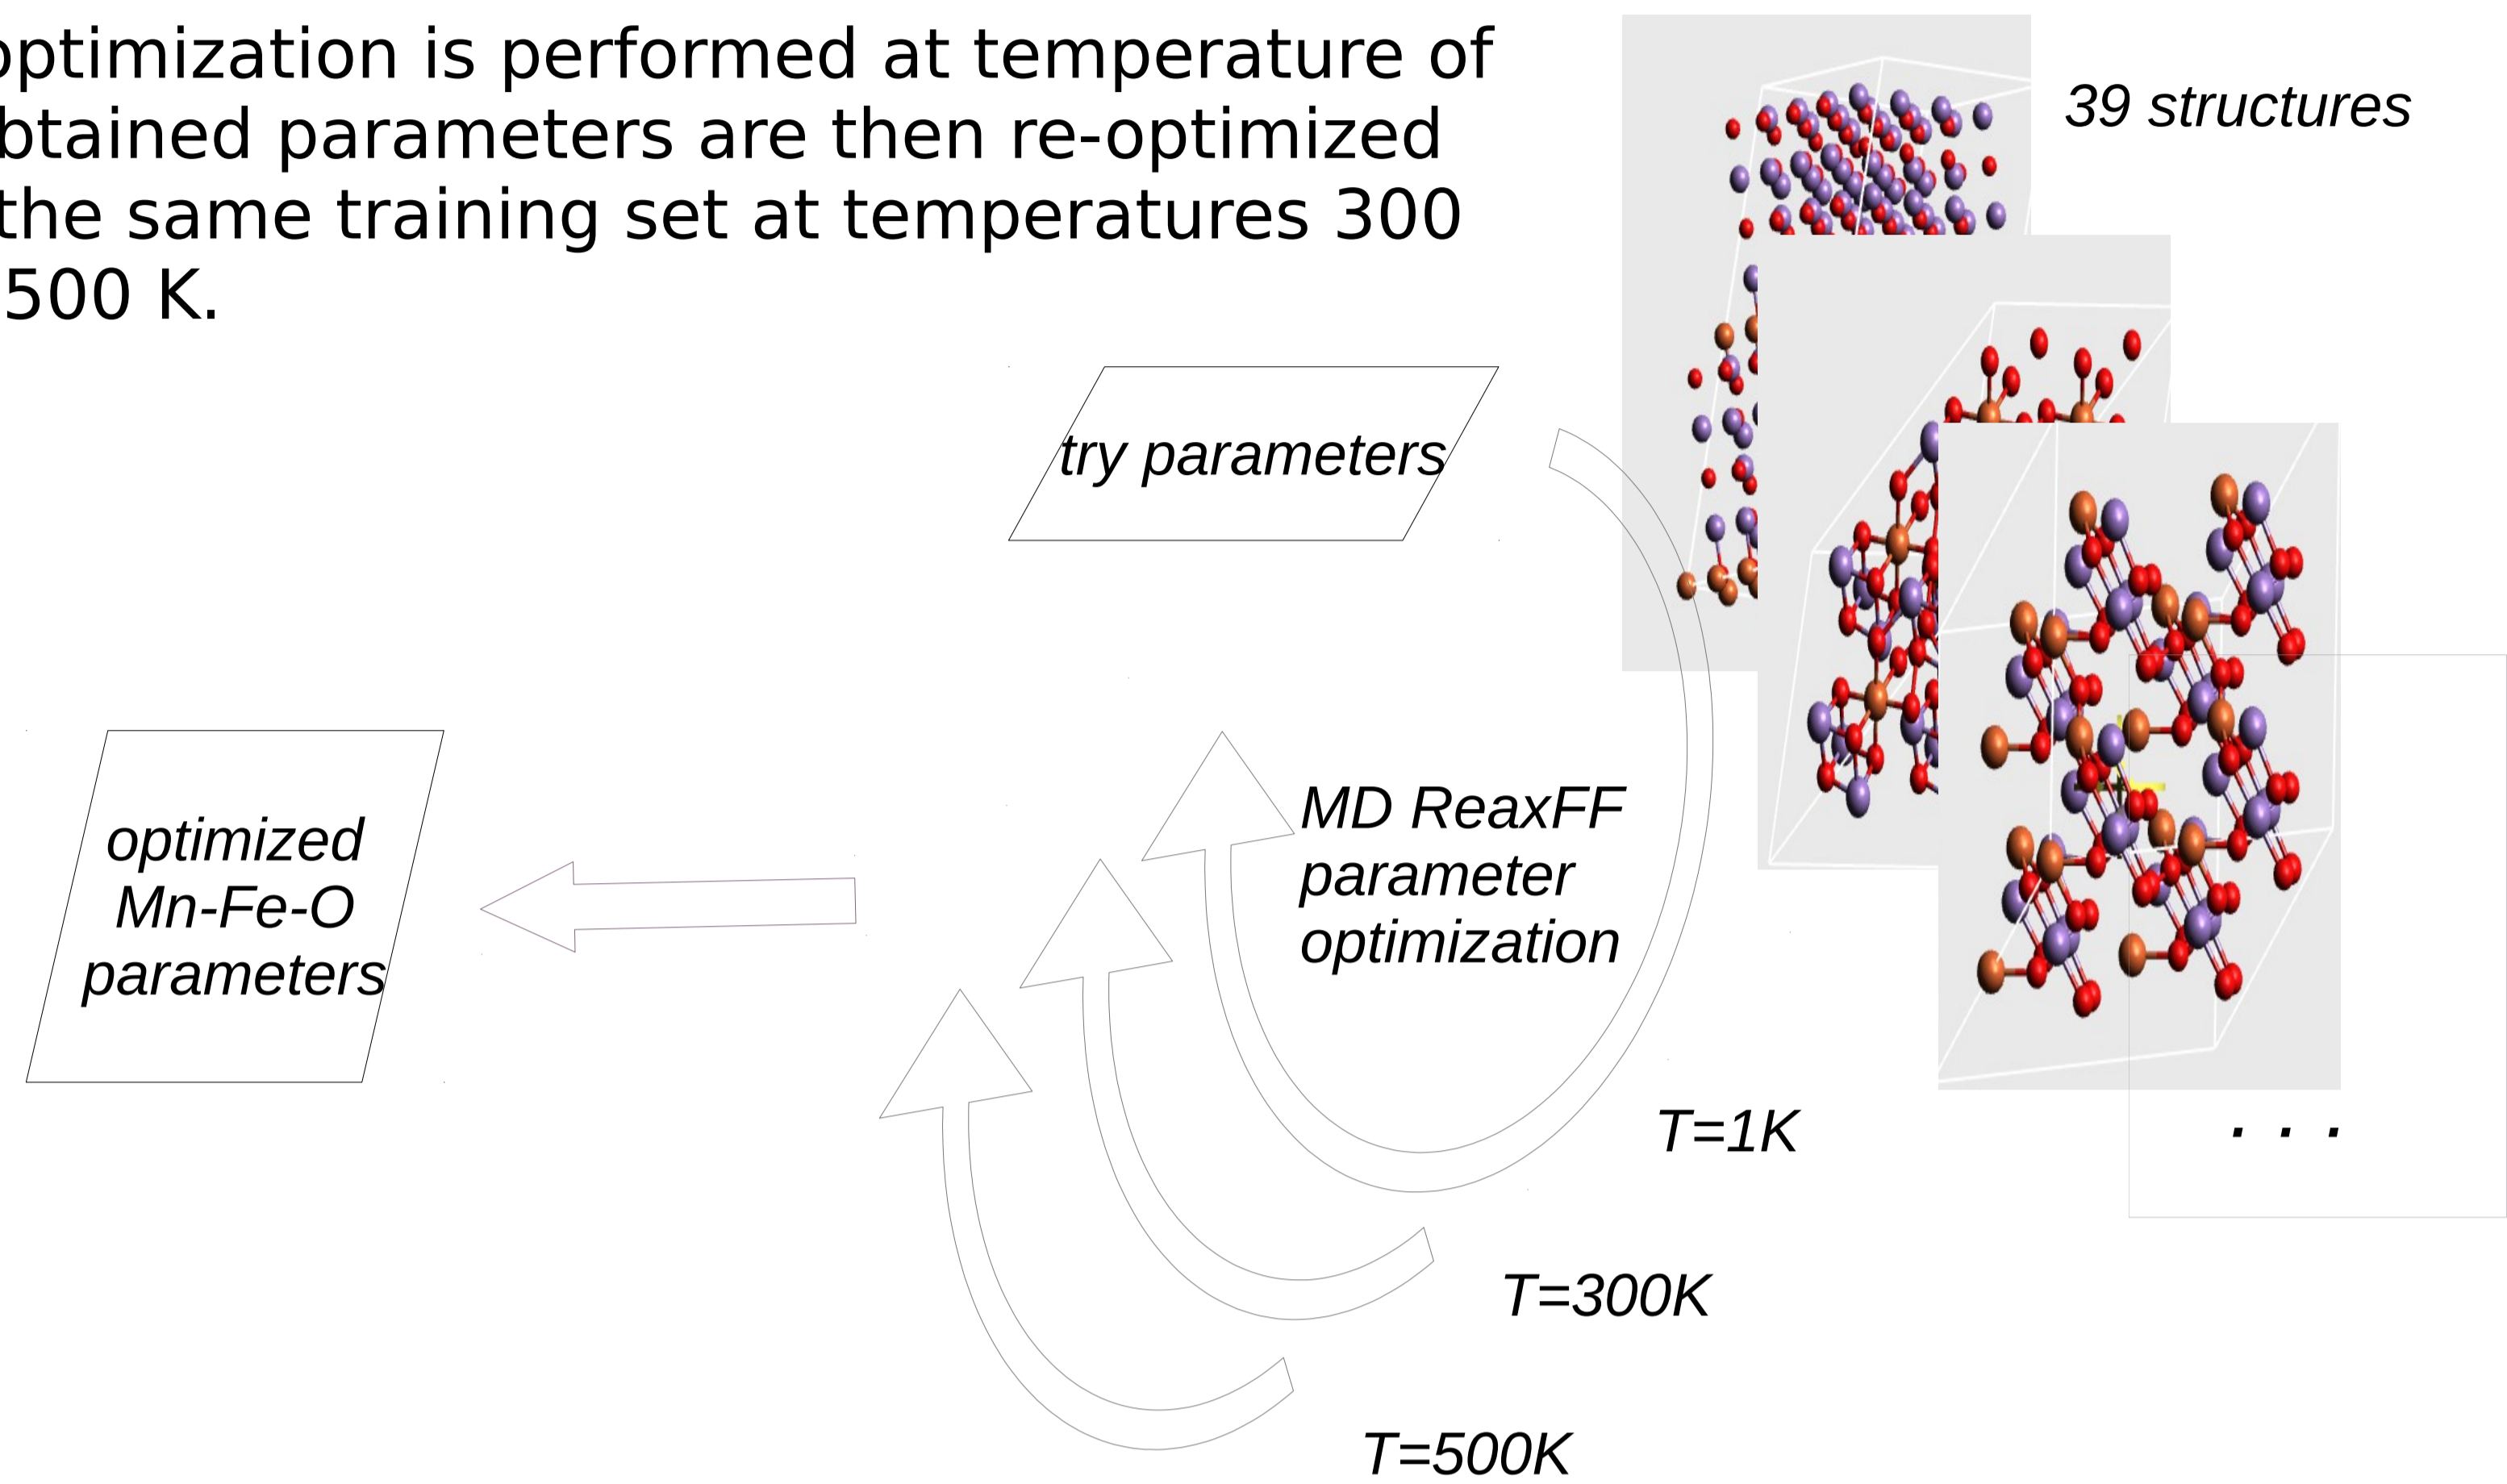 optimization is performed at temperature of
btained parameters are then re-optimized
the same training set at temperatures 300
500 K.
39 structures
try parameters
MD ReaxFF
parameter
optimization
optimized
Mn-Fe-O
parameters
T=1K
. . .
T=300K
T=500K